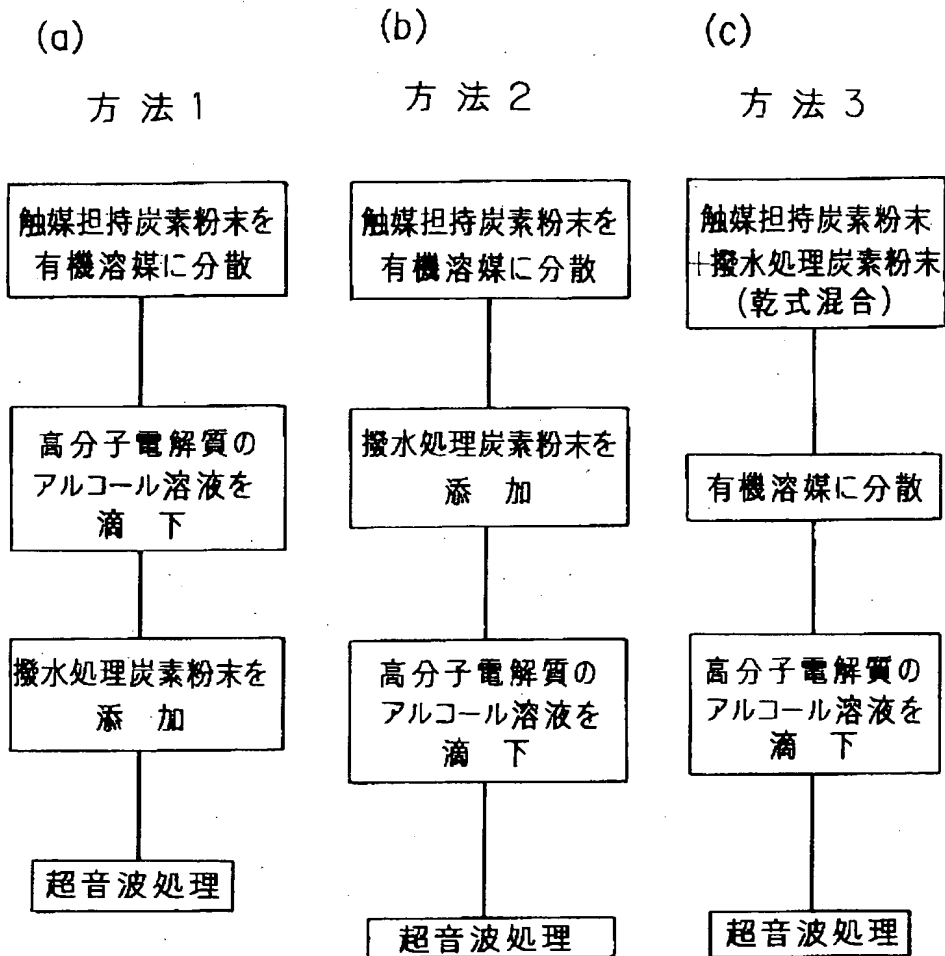 (a)
方法1
触媒担持炭素粉末を
有機溶媒に分散
高分子電解質の
アルコール溶液を
滴下
撥水処理炭素粉末を
添加
超音波処理
(b)
方法2
触媒担持炭素粉末を
有機溶媒に分散
撥水処理炭素粉末を
添加
高分子電解質の
アルコール溶液を
滴下
超音波処理
(c)
方法3
触媒担持炭素粉末
+撥水処理炭素粉末
(乾式混合)
有機溶媒に分散
高分子電解質の
アルコール溶液を
滴下
超音波処理